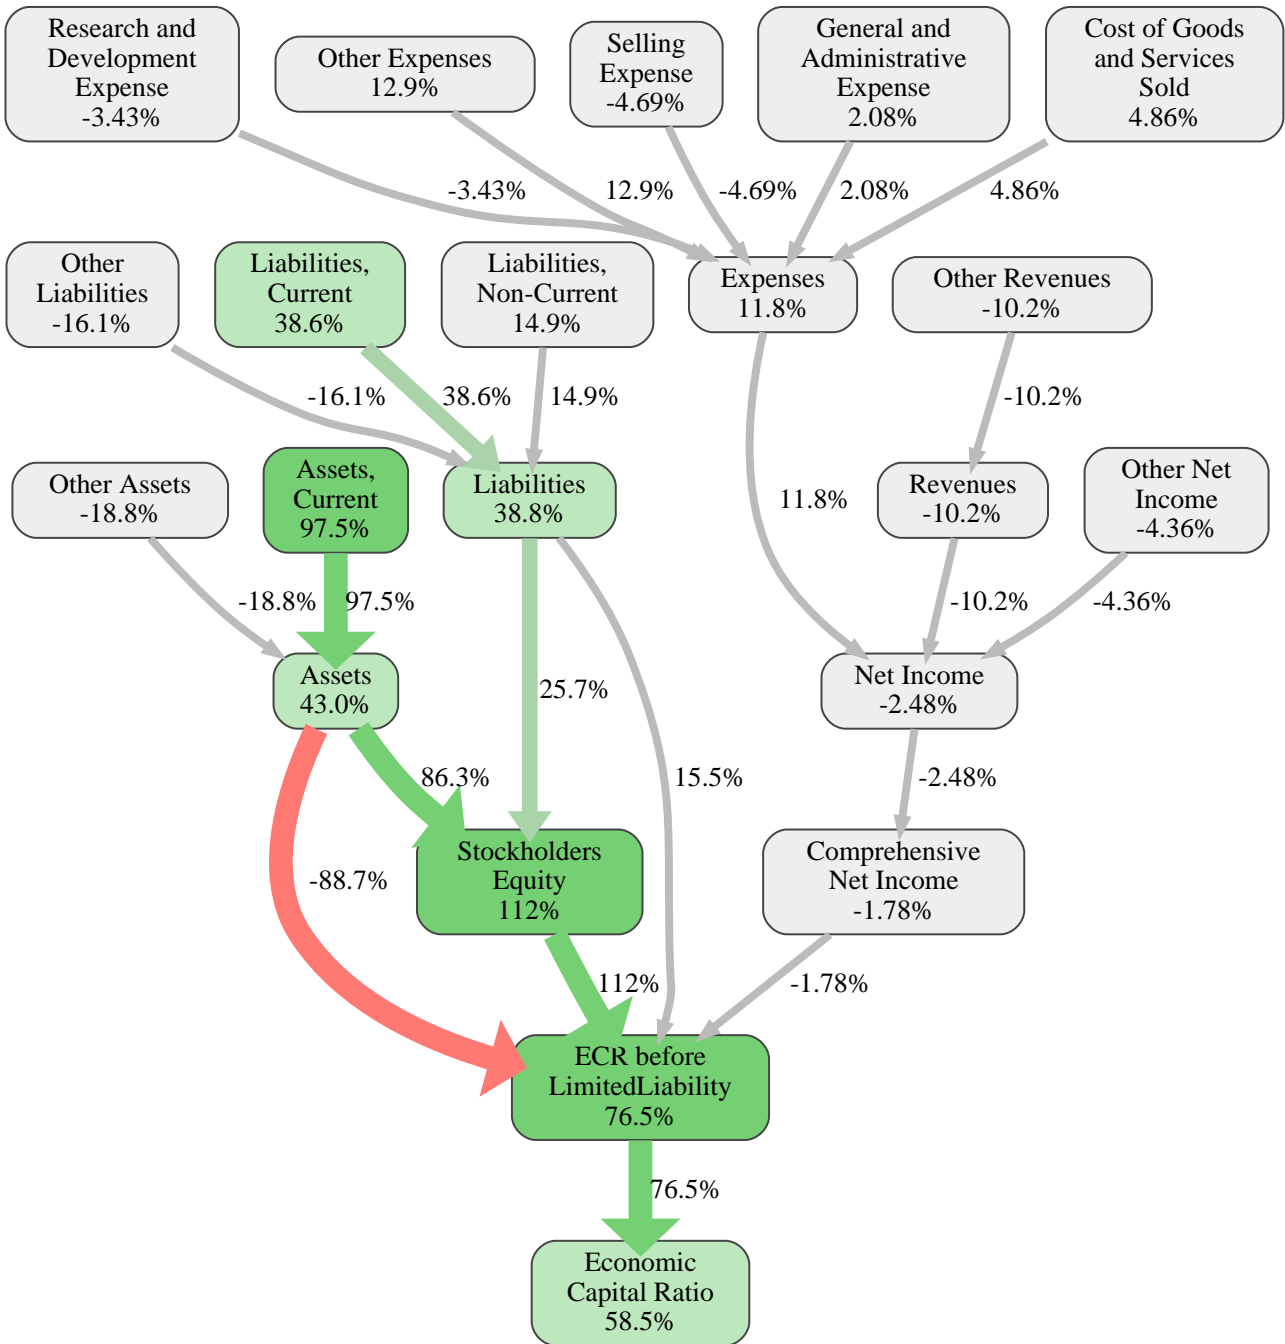 Research and
Development
Expense
-3.43%
Other Expenses
12.9%
Selling
Expense
-4.69%
General and
Administrative
Expense
2.08%
Cost of Goods
and Services
Sold
4.86%
-3.43%
12.9%
-4.69%
2.08%
4.86%
Other
Liabilities
-16.1%
Liabilities,
Current
38.6%
Liabilities,
Non-Current
14.9%
Expenses
11.8%
Other Revenues
-10.2%
-16.1%
38.6%
14.9%
-10.2%
Other Assets
-18.8%
Assets,
Current
97.5%
Liabilities
38.8%
11.8%
Revenues
-10.2%
Other Net
Income
-4.36%
-18.8%
97.5%
-10.2%
-4.36%
Assets
43.0%
25.7%
Net Income
-2.48%
86.3%
15.5%
-2.48%
-88.7%
Stockholders
Equity
112%
Comprehensive
Net Income
-1.78%
112%
-1.78%
ECR before
LimitedLiability
76.5%
76.5%
Economic
Capital Ratio
58.5%